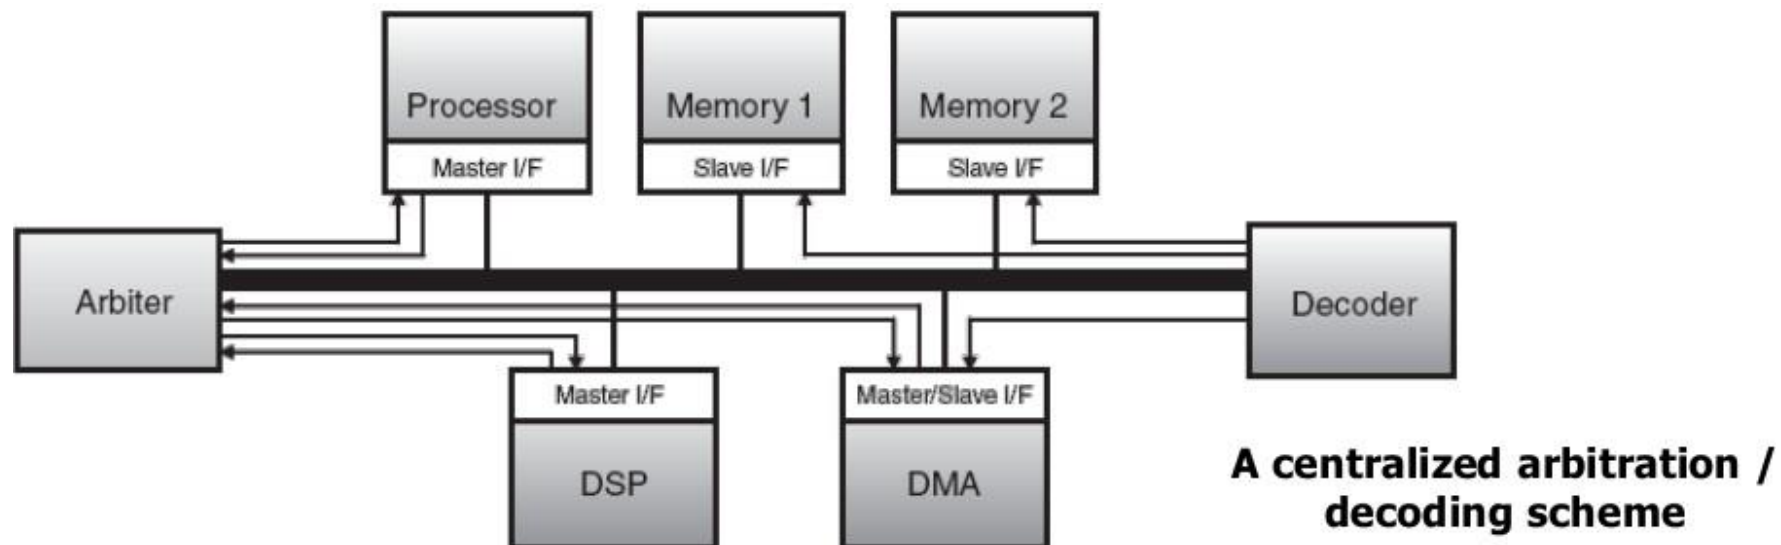 Processor
Master I/F
Memory 1
Slave I/F
Memory 2
Slave I/F
Arbiter
Decoder
Master I/F
DSP
Master/Slave I/F
DMA
A centralized arbitration /
decoding scheme